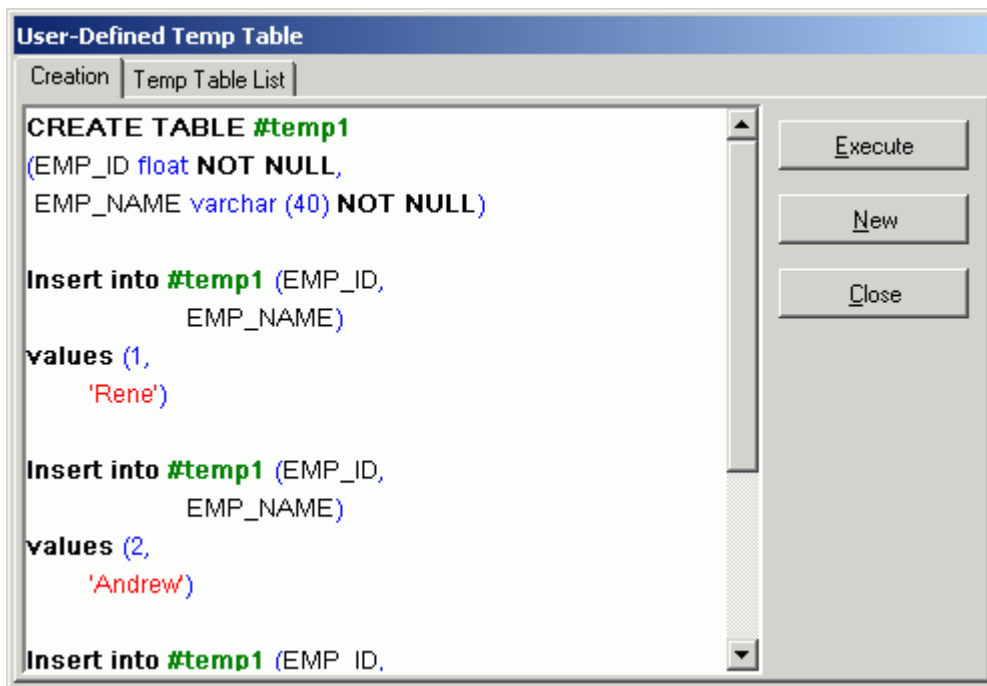 User-Defined Temp Table
Creation
Temp Table List
CREATE TABLE #temp1
(EMP_ID float NOT NULL,
EMP_NAME varchar (40) NOT NULL)
Insert into #temp1 (EMP_ID,
EMP_NAME)
values (1,
'Rene')
Insert into #temp1 (EMP_ID,
EMP_NAME)
values (2,
'Andrew')
Insert into #temp1 (EMP_ID,
Execute
New
Close